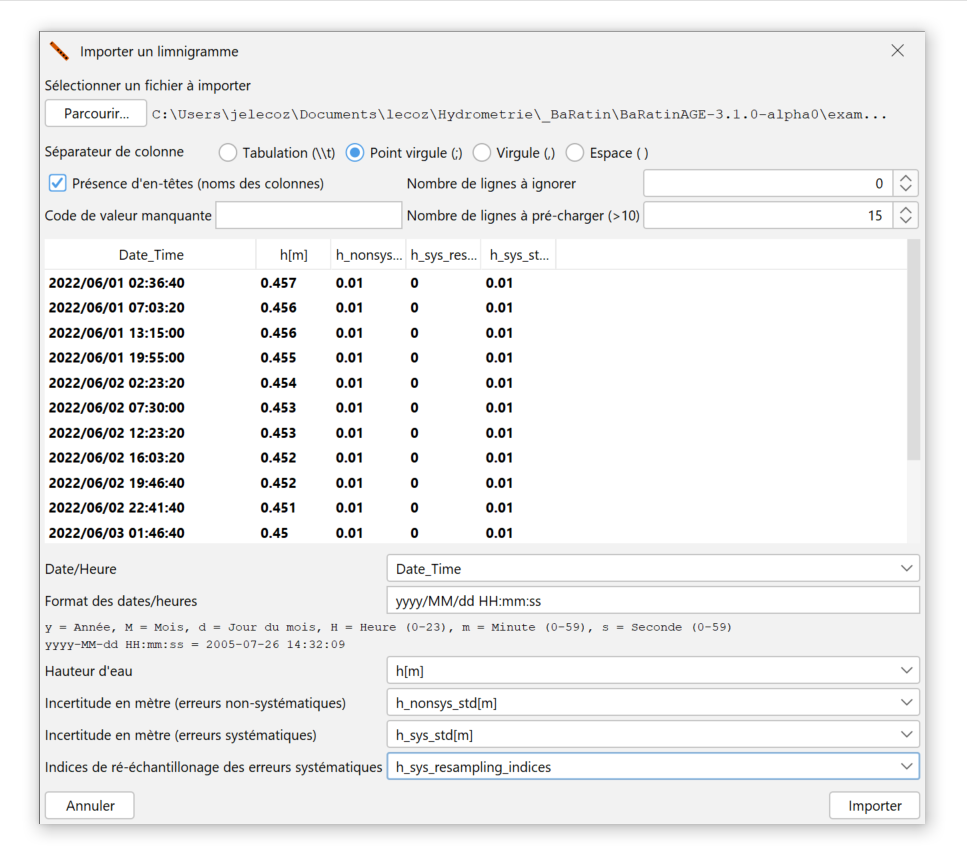 Importer un limnigramme
Sélectionner un fichier à importer
Parcourir... C:\Users\jelecoz\Documents\lecoz\Hydrometrie\_BaRatin\BaRatinAGE-3.1.0-alpha0\exam...
Séparateur de colonne Tabulation (\\t) Point virgule (;) Virgule (,) Espace ( )
Présence d'en-têtes (noms des colonnes) Nombre de lignes à ignorer 0
Code de valeur manquante Nombre de lignes à pré-charger (>10) 15
Date_Time h[m] h_nonsys... h_sys_res... h_sys_st...
2022/06/01 02:36:40 0.457 0.01 0 0.01
2022/06/01 07:03:20 0.456 0.01 0 0.01
2022/06/01 13:15:00 0.456 0.01 0 0.01
2022/06/01 19:55:00 0.455 0.01 0 0.01
2022/06/02 02:23:20 0.454 0.01 0 0.01
2022/06/02 07:30:00 0.453 0.01 0 0.01
2022/06/02 12:23:20 0.453 0.01 0 0.01
2022/06/02 16:03:20 0.452 0.01 0 0.01
2022/06/02 19:46:40 0.452 0.01 0 0.01
2022/06/02 22:41:40 0.451 0.01 0 0.01
2022/06/03 01:46:40 0.45 0.01 0 0.01
Date/Heure Date_Time
Format des dates/heures yyyy/MM/dd HH:mm:ss
y = Année, M = Mois, d = Jour du mois, H = Heure (0-23), m = Minute (0-59), s = Seconde (0-59)
yyyy-MM-dd HH:mm:ss = 2005-07-26 14:32:09
Hauteur d'eau h[m]
Incertitude en mètre (erreurs non-systématiques) h_nonsys_std[m]
Incertitude en mètre (erreurs systématiques) h_sys_std[m]
Indices de ré-échantillonage des erreurs systématiques h_sys_resampling_indices
Annuler Importer